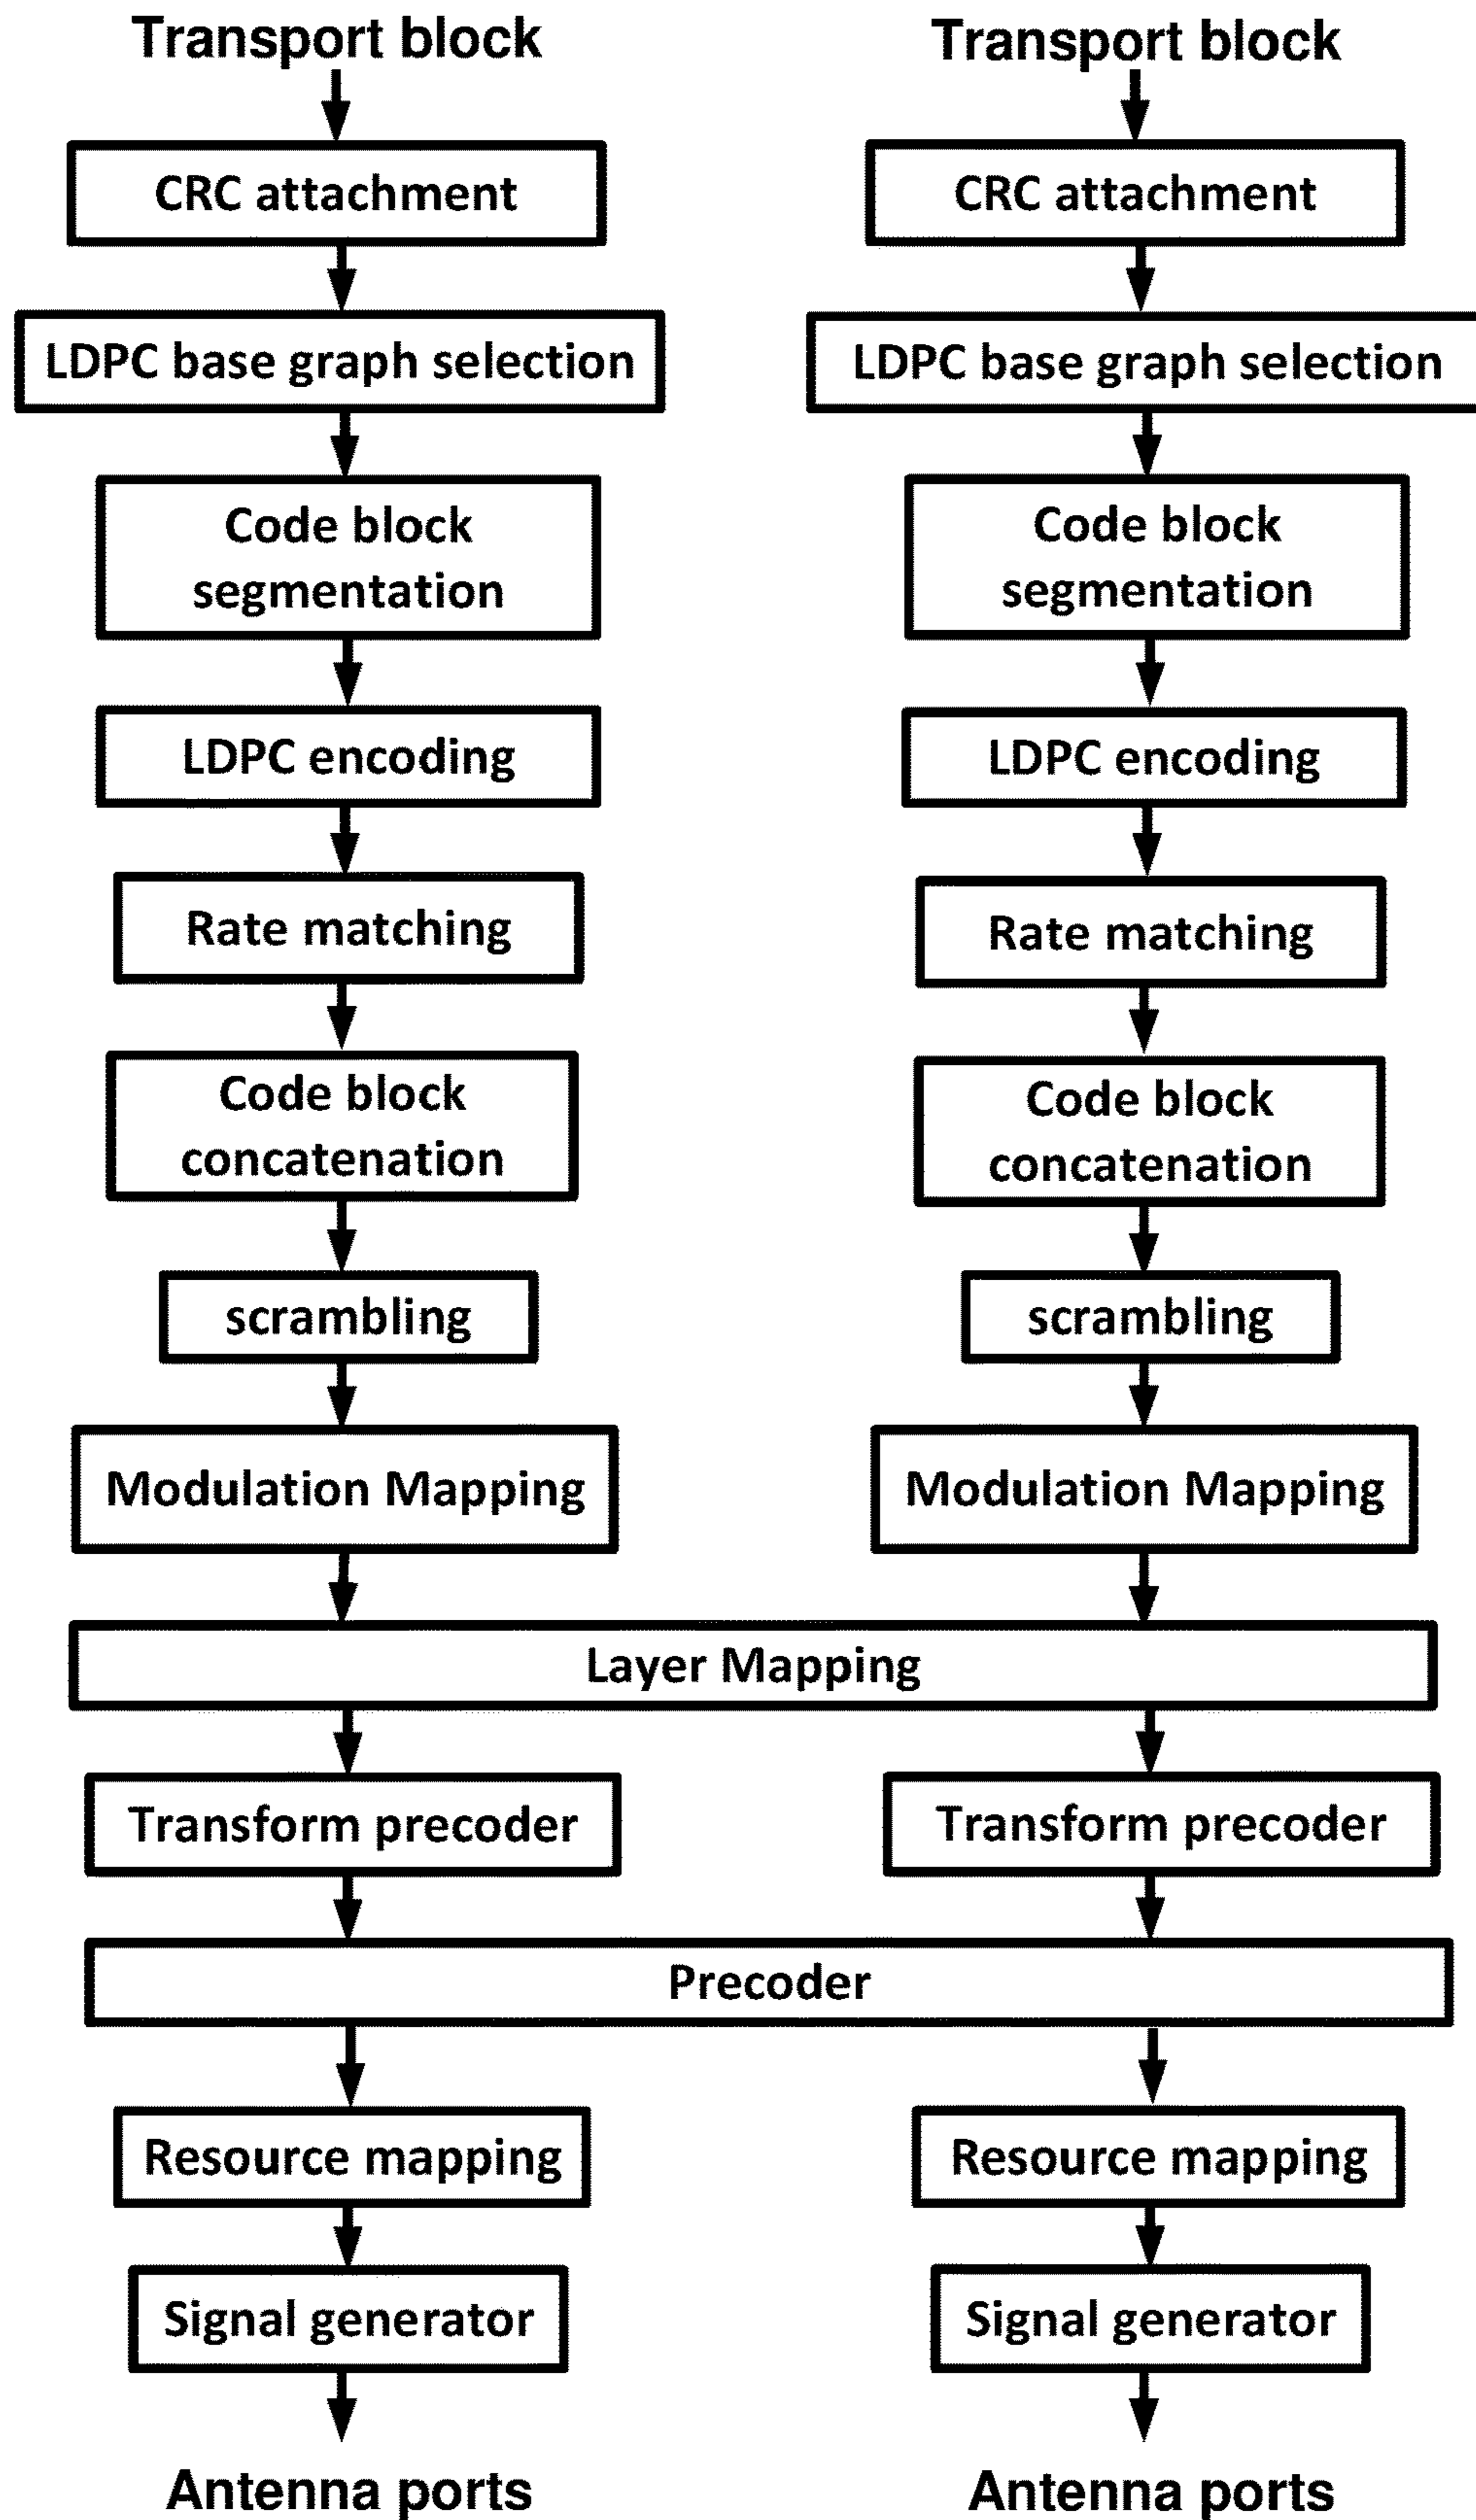 Transport block
Transport block
CRC attachment
CRC attachment
LDPC base graph selection
LDPC base graph selection
Code block
segmentation
Code block
segmentation
LDPC encoding
LDPC encoding
Rate matching
Rate matching
Code block
concatenation
Code block
concatenation
scrambling
scrambling
Modulation Mapping
Modulation Mapping
Layer Mapping
Transform precoder
Transform precoder
Precoder
Resource mapping
Resource mapping
Signal generator
Signal generator
Antenna ports
Antenna ports